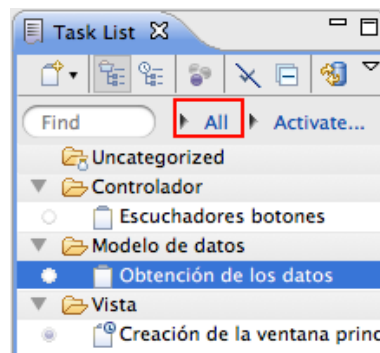 Task List
Find All Activate...
Uncategorized
Controlador
Escuchadores botones
Modelo de datos
Obtención de los datos
Vista
Creación de la ventana princ